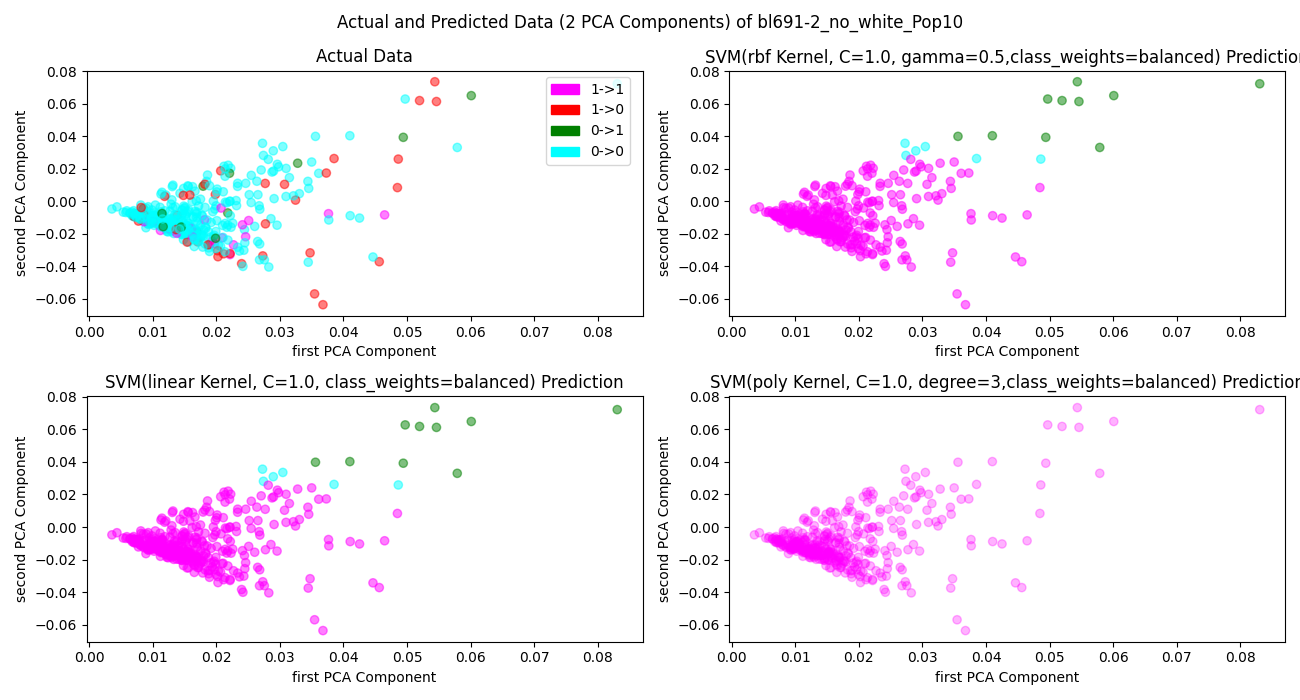 Actual and Predicted Data (2 PCA Components) of bl691-2_no_white_Pop10
Actual Data
0.08
0.06
0.04
0.02
0.00
−0.02
−0.04
−0.06
second PCA Component
0.00 0.01 0.02 0.03 0.04 0.05 0.06 0.07 0.08
first PCA Component
1->1
1->0
0->1
0->0
SVM(rbf Kernel, C=1.0, gamma=0.5,class_weights=balanced) Prediction
0.08
0.06
0.04
0.02
0.00
−0.02
−0.04
−0.06
second PCA Component
0.00 0.01 0.02 0.03 0.04 0.05 0.06 0.07 0.08
first PCA Component
SVM(linear Kernel, C=1.0, class_weights=balanced) Prediction
0.08
0.06
0.04
0.02
0.00
−0.02
−0.04
−0.06
second PCA Component
0.00 0.01 0.02 0.03 0.04 0.05 0.06 0.07 0.08
first PCA Component
SVM(poly Kernel, C=1.0, degree=3,class_weights=balanced) Prediction
0.08
0.06
0.04
0.02
0.00
−0.02
−0.04
−0.06
second PCA Component
0.00 0.01 0.02 0.03 0.04 0.05 0.06 0.07 0.08
first PCA Component